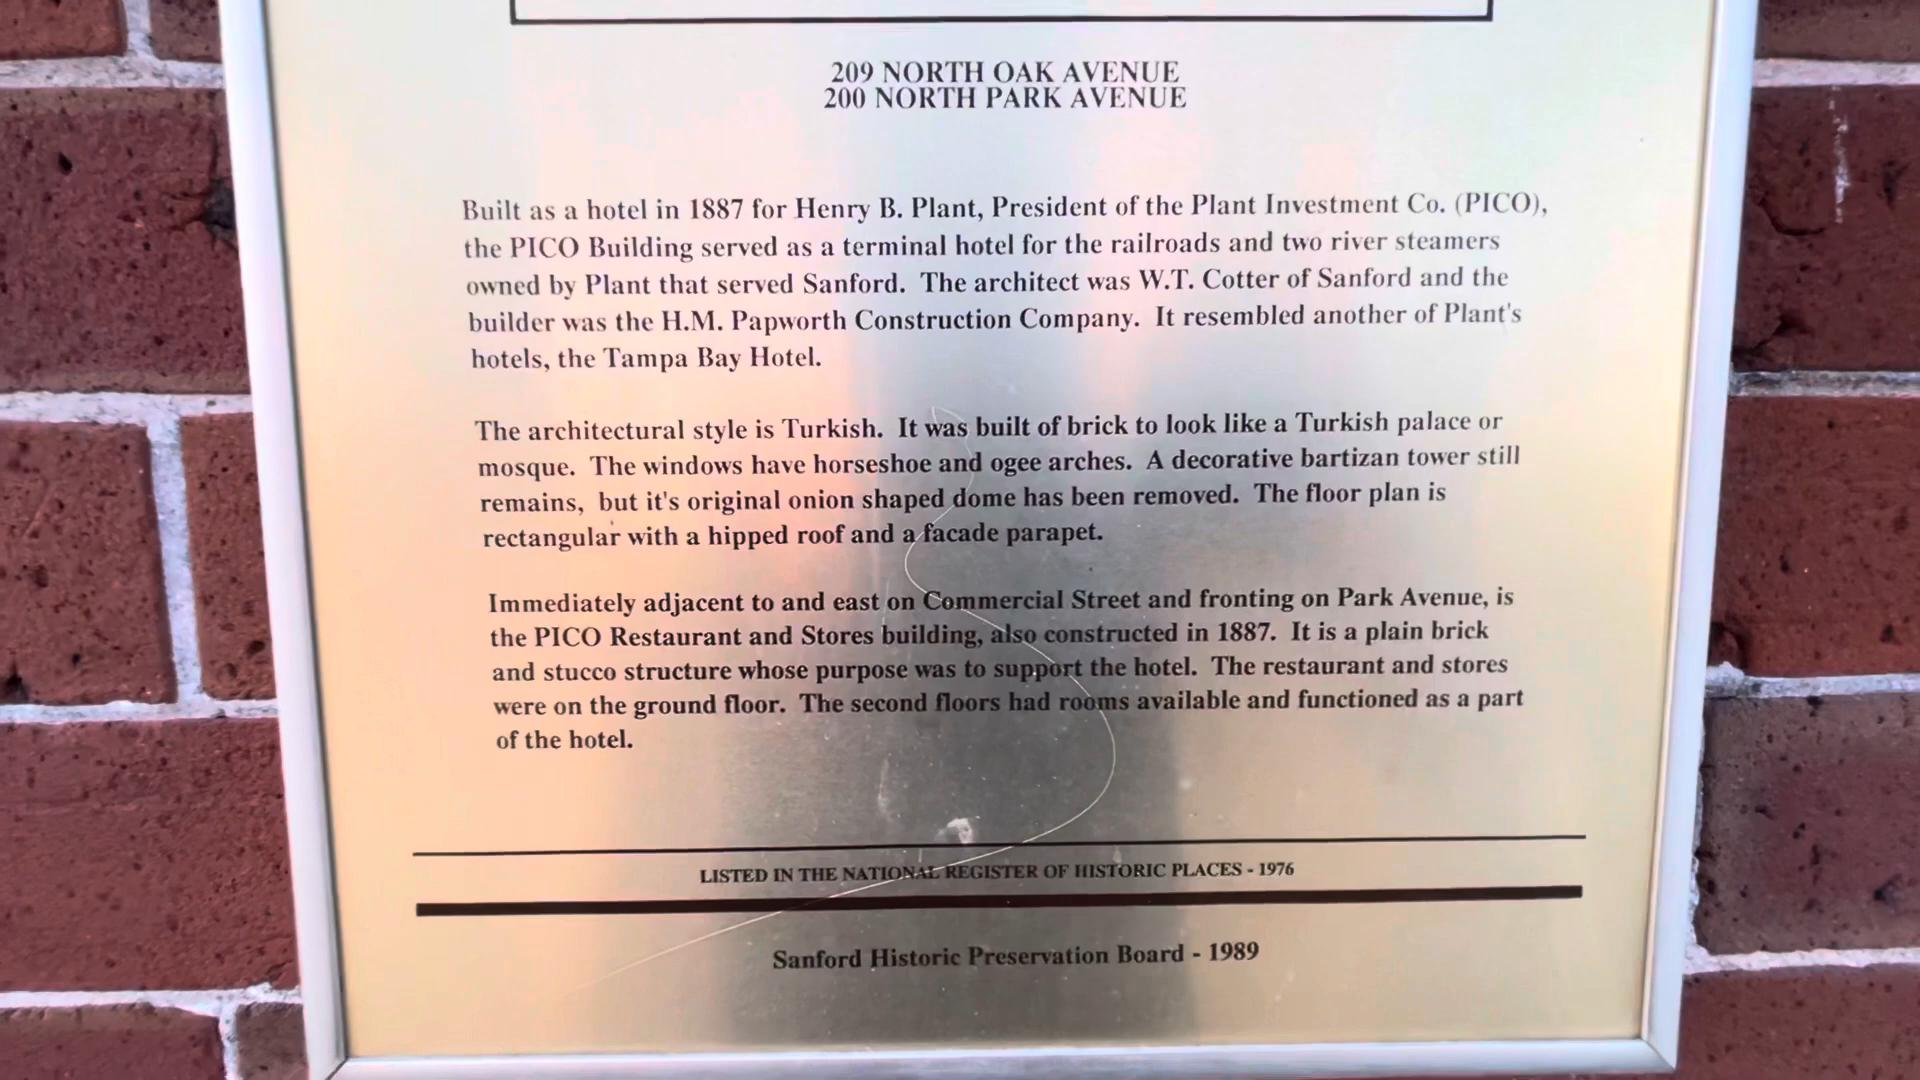 209 NORTH OAK AVENUE
200 NORTH PARK AVENUE
Built as a hotel in 1887 for Henry B. Plant, President of the Plant Investment Co. (PICO),
the PICO Building served as a terminal hotel for the railroads and two river steamers
owned by Plant that served Sanford. The architect was W.T. Cotter of Sanford and the
builder was the H.M. Papworth Construction Company. It resembled another of Plant's
hotels, the Tampa Bay Hotel.
The architectural style is Turkish. It was built of brick to look like a Turkish palace or
mosque. The windows have horseshoe and ogee arches. A decorative bartizan tower still
remains, but it's original onion shaped dome has been removed. The floor plan is
rectangular with a hipped roof and a facade parapet.
Immediately adjacent to and east on Commercial Street and fronting on Park Avenue, is
the PICO Restaurant and Stores building, also constructed in 1887. It is a plain brick
and stucco structure whose purpose was to support the hotel. The restaurant and stores
were on the ground floor. The second floors had rooms available and functioned as a part
of the hotel.
LISTED IN THE NATIONAL REGISTER OF HISTORIC PLACES - 1976
Sanford Historic Preservation Board - 1989